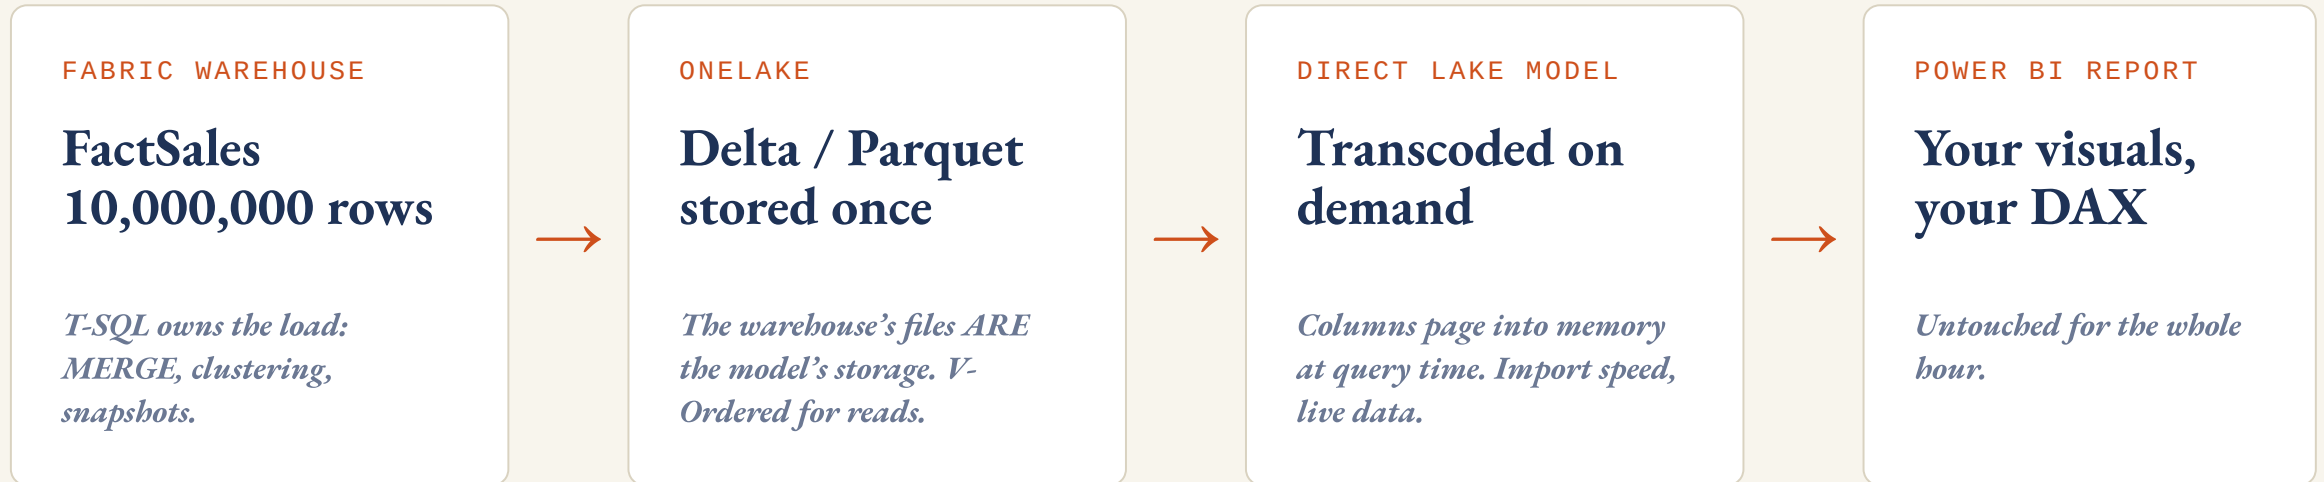 FABRIC WAREHOUSE
FactSales
10,000,000 rows
T-SQL owns the load:
MERGE, clustering,
snapshots.
→
ONELAKE
Delta / Parquet
stored once
The warehouse’s files ARE
the model’s storage. V-
Ordered for reads.
→
DIRECT LAKE MODEL
Transcoded on
demand
Columns page into memory
at query time. Import speed,
live data.
→
POWER BI REPORT
Your visuals,
your DAX
Untouched for the whole
hour.